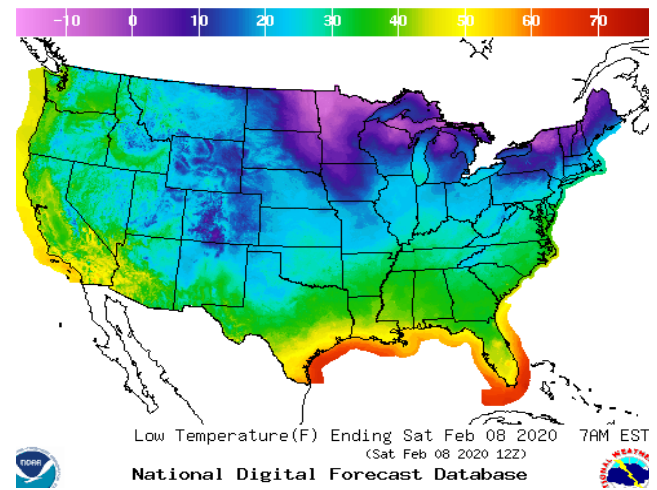 -10 0 10 20 30 40 50 60 70
Low Temperature(F) Ending Sat Feb 08 2020 7AM EST
(Sat Feb 08 2020 12Z)
National Digital Forecast Database
noaa